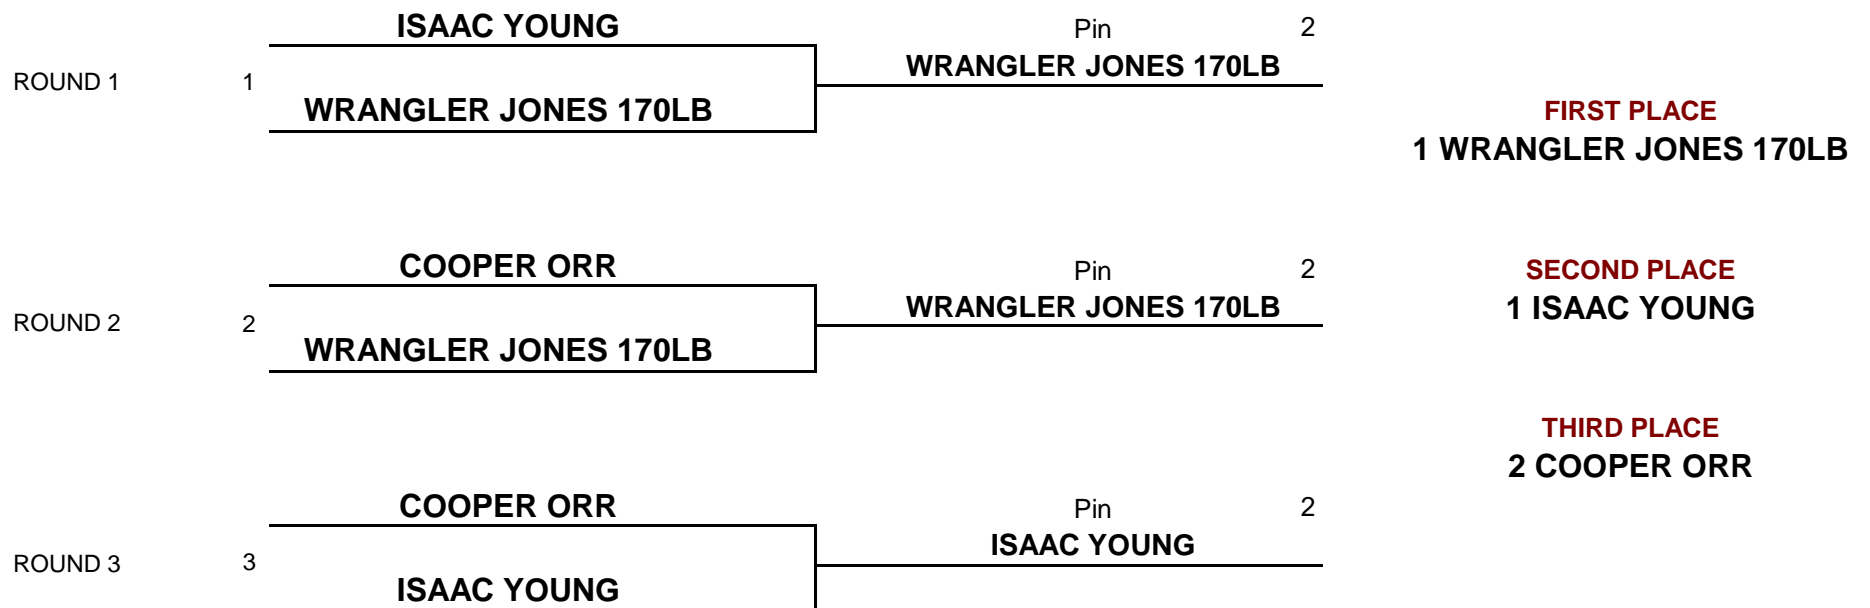 ISAAC YOUNG
Pin 2
WRANGLER JONES 170LB
ROUND 1 1
WRANGLER JONES 170LB
FIRST PLACE
1 WRANGLER JONES 170LB
COOPER ORR
Pin 2
SECOND PLACE
WRANGLER JONES 170LB
1 ISAAC YOUNG
ROUND 2 2
WRANGLER JONES 170LB
THIRD PLACE
2 COOPER ORR
COOPER ORR
Pin 2
ISAAC YOUNG
ROUND 3 3
ISAAC YOUNG